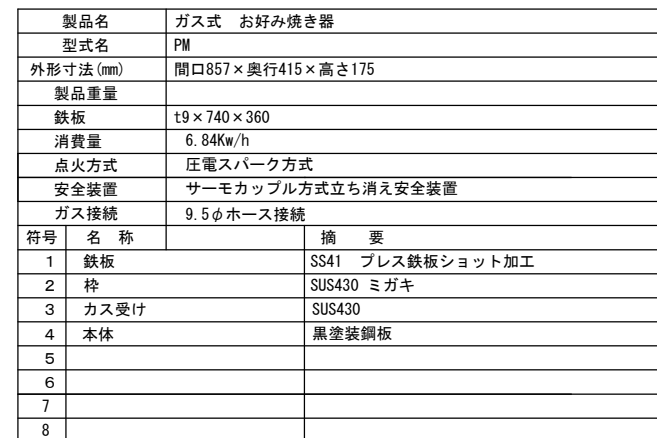 製品名 ガス式 お好み焼き器
型式名 PM
外形寸法(㎜) 間口857×奥行415×高さ175
製品重量
鉄板 t9×740×360
消費量 6.84Kw/h
点火方式 圧電スパーク方式
安全装置 サーモカップル方式立ち消え安全装置
ガス接続 9.5φホース接続
符号 名 称 摘 要
1 鉄板 SS41 プレス鉄板ショット加工
2 枠 SUS430 ミガキ
3 カス受け SUS430
4 本体 黒塗装鋼板
5
6
7
8